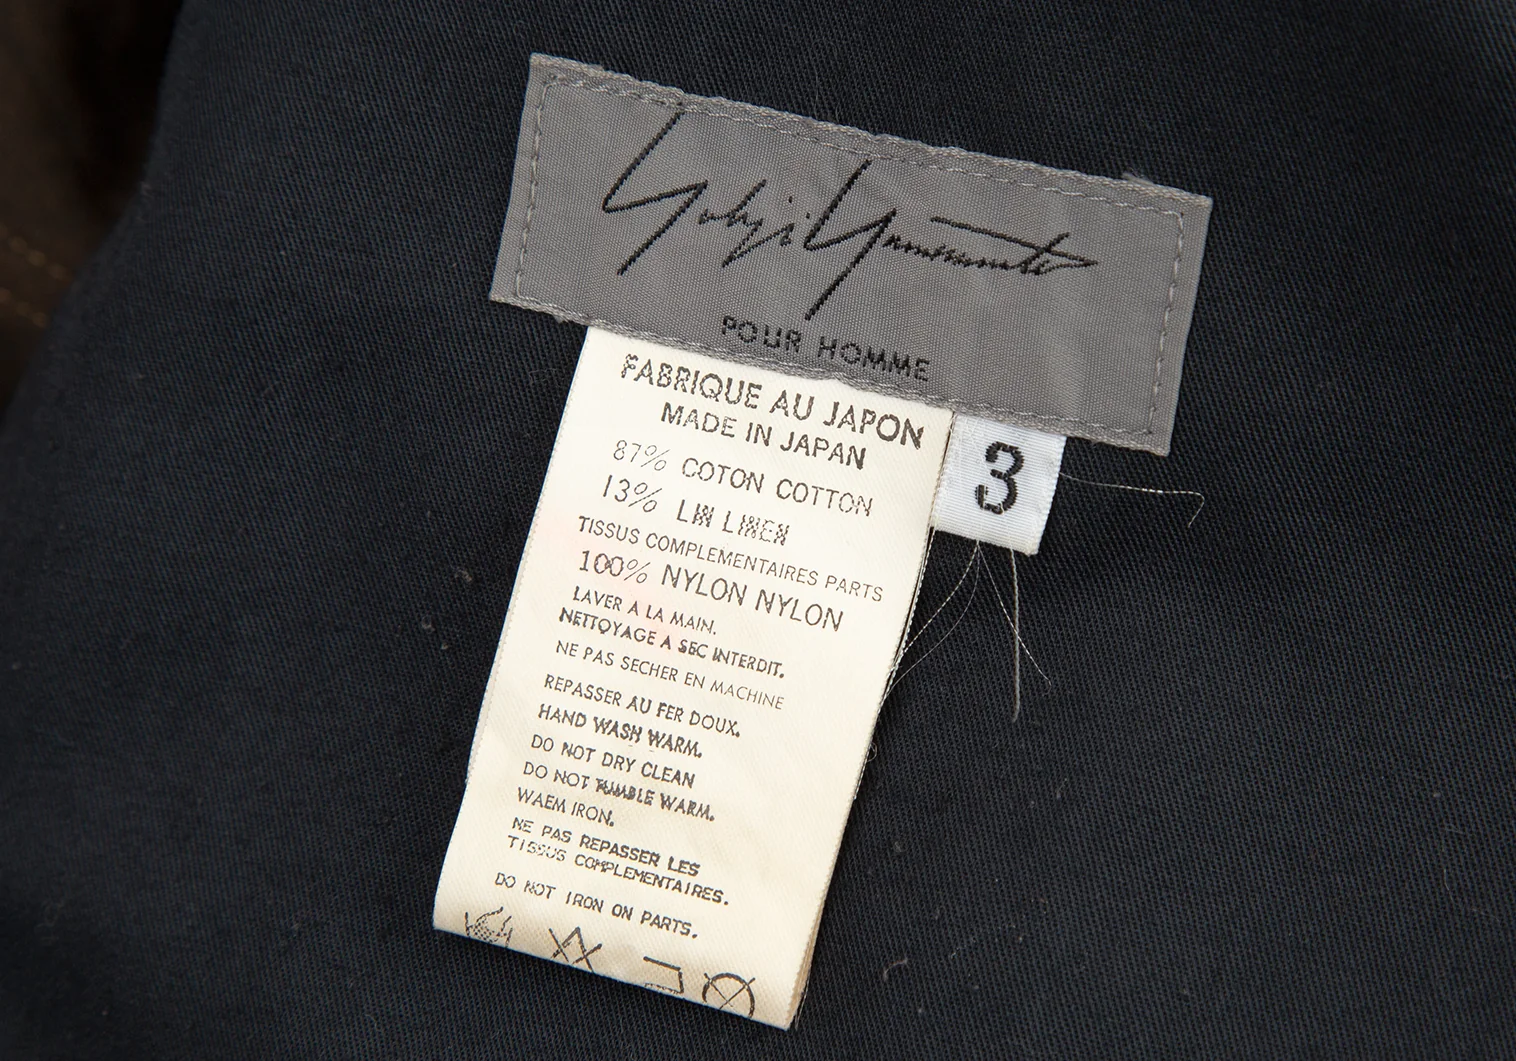 Yohji Yamamoto
POUR HOMME
FABRIQUE AU JAPON
MADE IN JAPAN
3
87% COTON COTTON
13% LIN LINEN
TISSUS COMPLEMENTAIRES PARTS
100% NYLON NYLON
LAVER A LA MAIN.
NETTOYAGE A SEC INTERDIT.
NE PAS SECHER EN MACHINE
REPASSER AU FER DOUX.
HAND WASH WARM.
DO NOT DRY CLEAN
DO NOT TUMBLE WARM.
WAEM IRON.
NE PAS REPASSER LES
TISSUS COMPLEMENTAIRES.
DO NOT IRON ON PARTS.